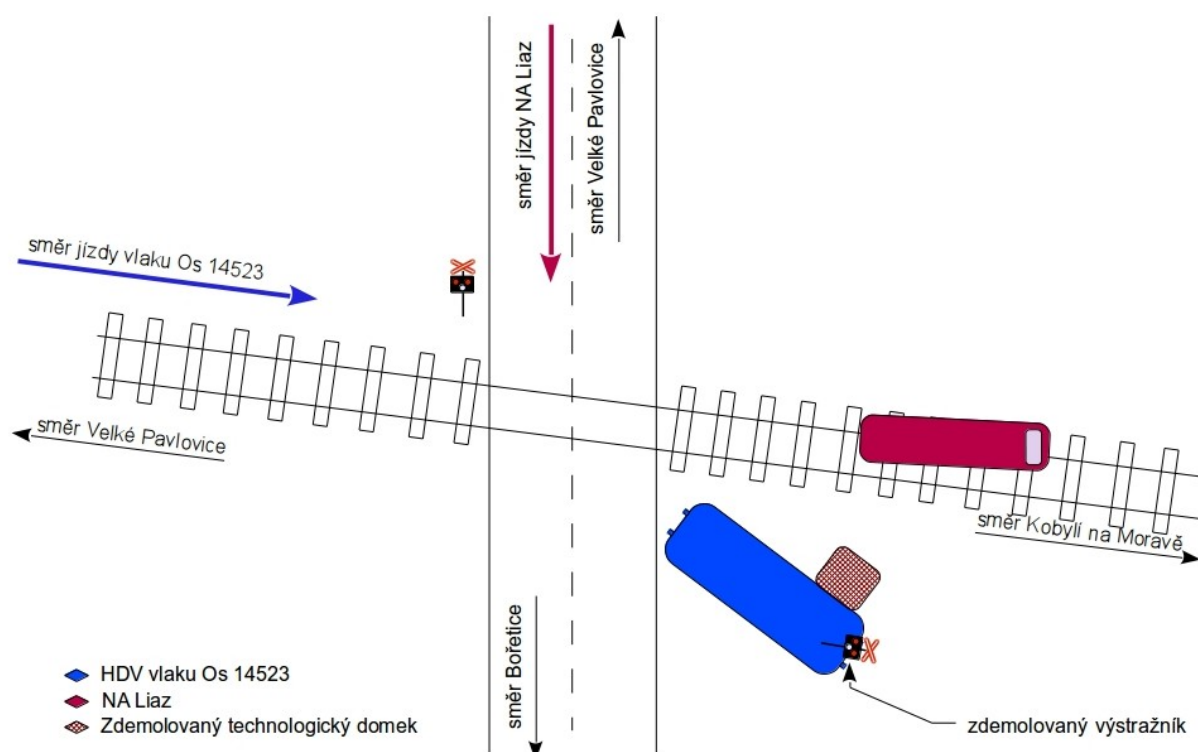 směr jízdy NA Liaz
směr Velké Pavlovice
směr jízdy vlaku Os 14523
směr Velké Pavlovice
směr Kobylí na Moravě
směr Bořetice
HDV vlaku Os 14523
NA Liaz
Zdemolovaný technologický domek
zdemolovaný výstražník